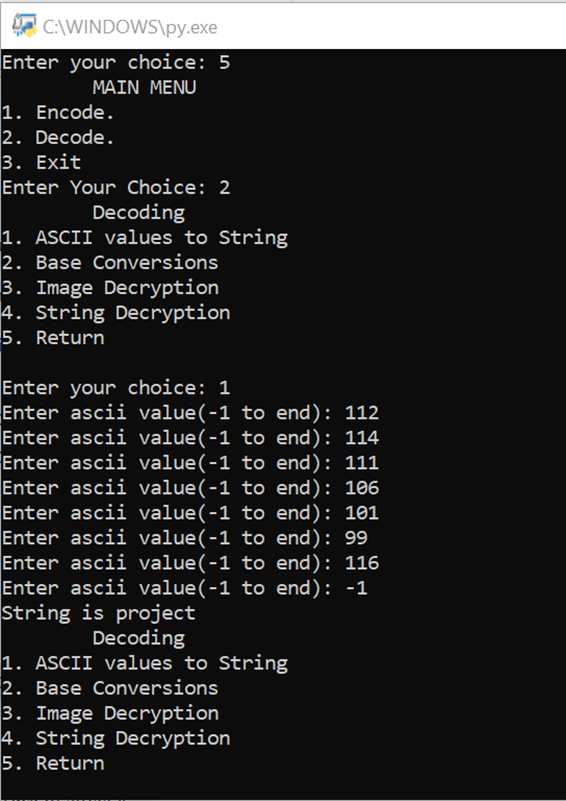 C:\WINDOWS\py.exe
Enter your choice: 5
MAIN MENU
1. Encode.
2. Decode.
3. Exit
Enter Your Choice: 2
Decoding
1. ASCII values to String
2. Base Conversions
3. Image Decryption
4. String Decryption
5. Return
Enter your choice: 1
Enter ascii value(-1 to end): 112
Enter ascii value(-1 to end): 114
Enter ascii value(-1 to end): 111
Enter ascii value(-1 to end): 106
Enter ascii value(-1 to end): 101
Enter ascii value(-1 to end): 99
Enter ascii value(-1 to end): 116
Enter ascii value(-1 to end): -1
String is project
Decoding
1. ASCII values to String
2. Base Conversions
3. Image Decryption
4. String Decryption
5. Return